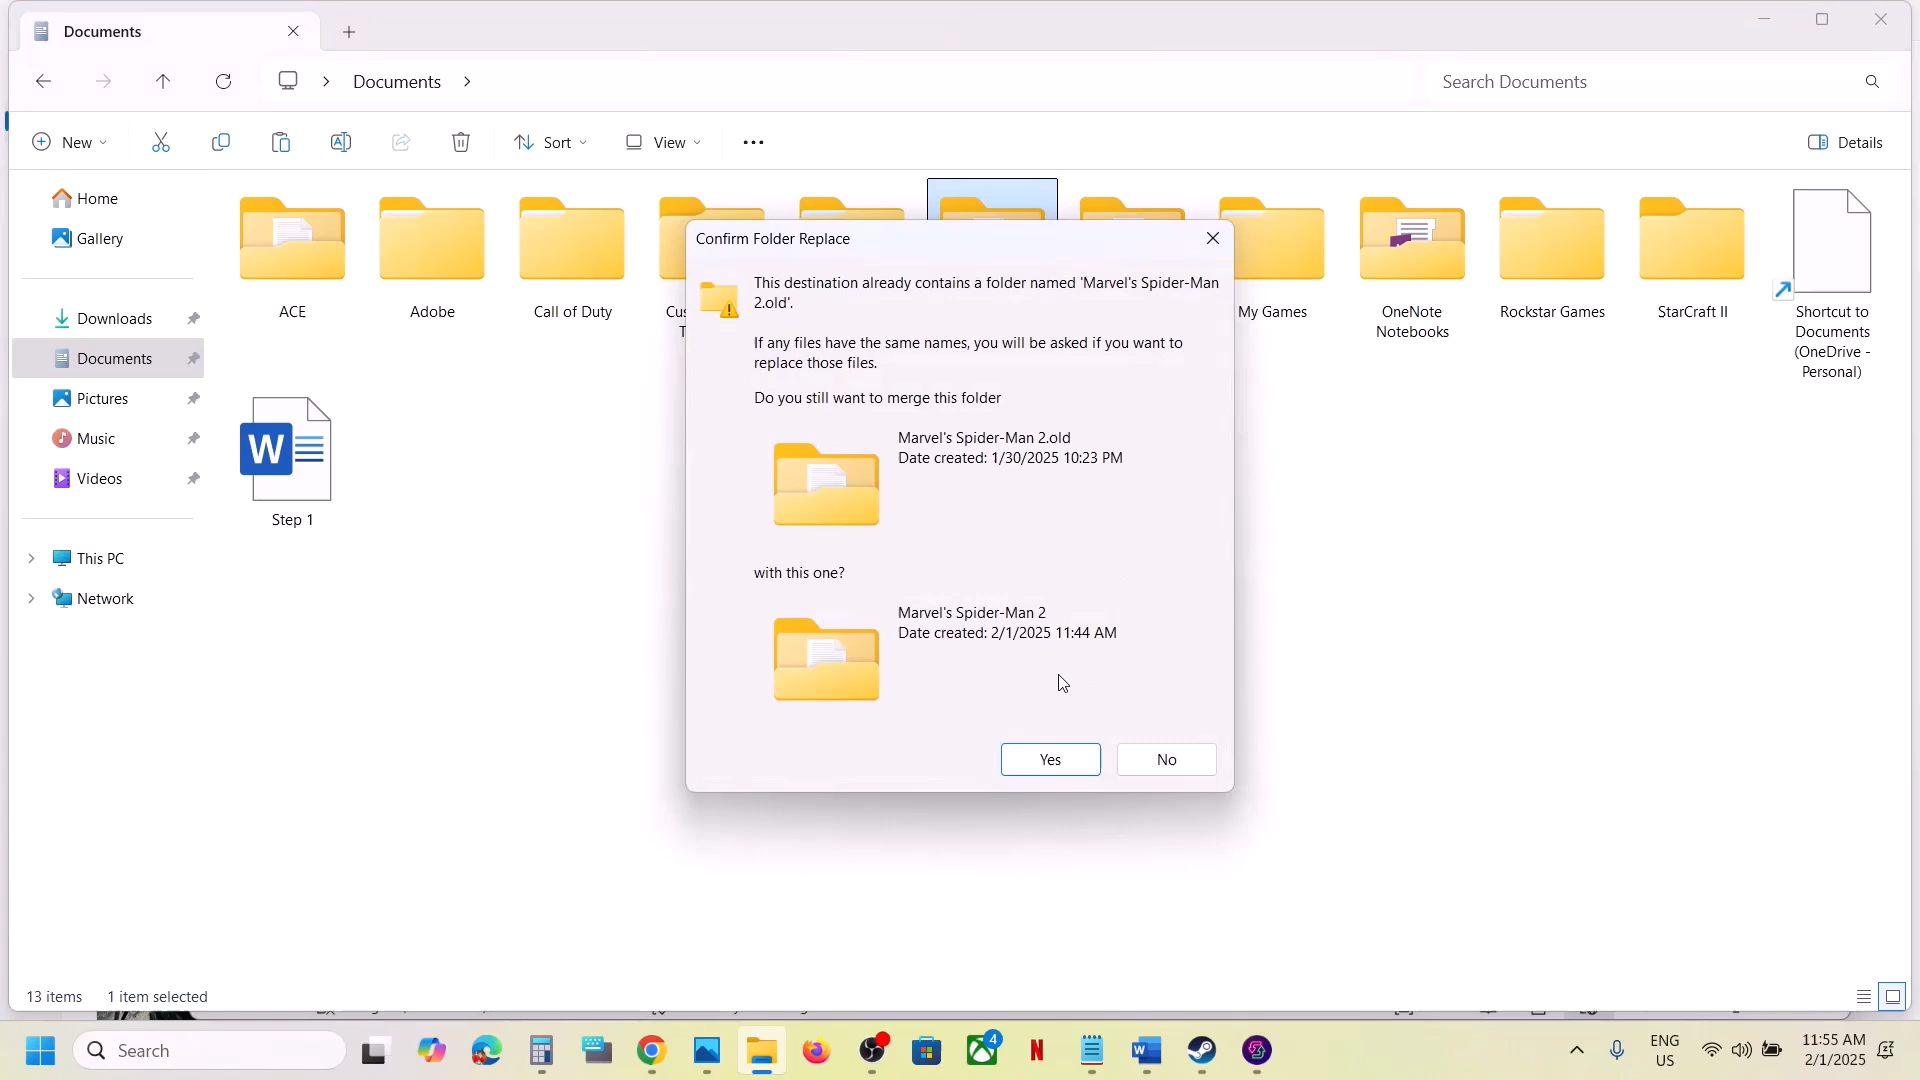 Documents
Documents
Search Documents
New
Sort
View
Details
Home
Gallery
Downloads
Documents
Pictures
Music
Videos
This PC
Network
ACE
Adobe
Call of Duty
My Games
OneNote
Notebooks
Rockstar Games
StarCraft II
Shortcut to
Documents
(OneDrive -
Personal)
Step 1
Confirm Folder Replace
This destination already contains a folder named 'Marvel's Spider-Man
2.old'.
If any files have the same names, you will be asked if you want to
replace those files.
Do you still want to merge this folder
Marvel's Spider-Man 2.old
Date created: 1/30/2025 10:23 PM
with this one?
Marvel's Spider-Man 2
Date created: 2/1/2025 11:44 AM
Yes
No
13 items
1 item selected
Search
4
ENG
US
11:55 AM
2/1/2025